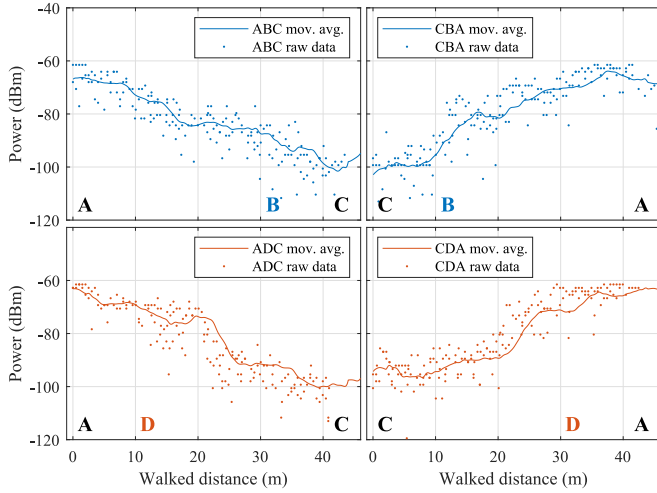 ABC mov. avg.
ABC raw data
CBA mov. avg.
CBA raw data
-40
-60
-80
-100
-120
Power (dBm)
A B C
C B A
ADC mov. avg.
ADC raw data
CDA mov. avg.
CDA raw data
-60
-80
-100
-120
Power (dBm)
A D C
C D A
0 10 20 30 40
0 10 20 30 40
Walked distance (m)
Walked distance (m)